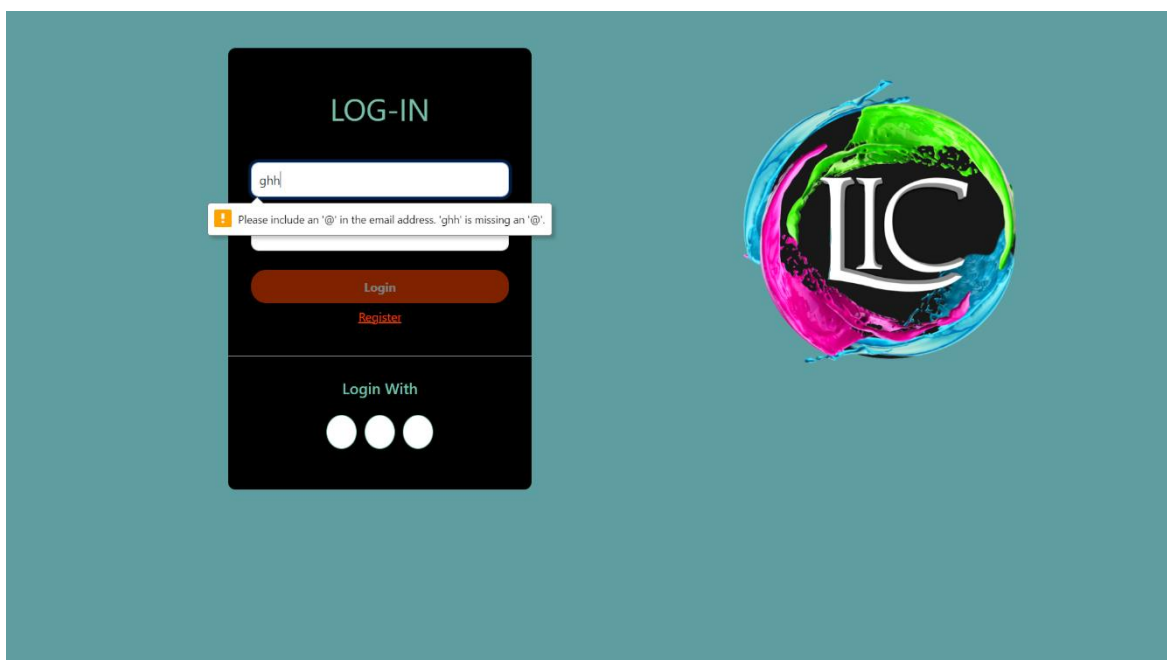 LOG-IN
ghh
Please include an '@' in the email address. 'ghh' is missing an '@'.
Login
Register
Login With
LIC